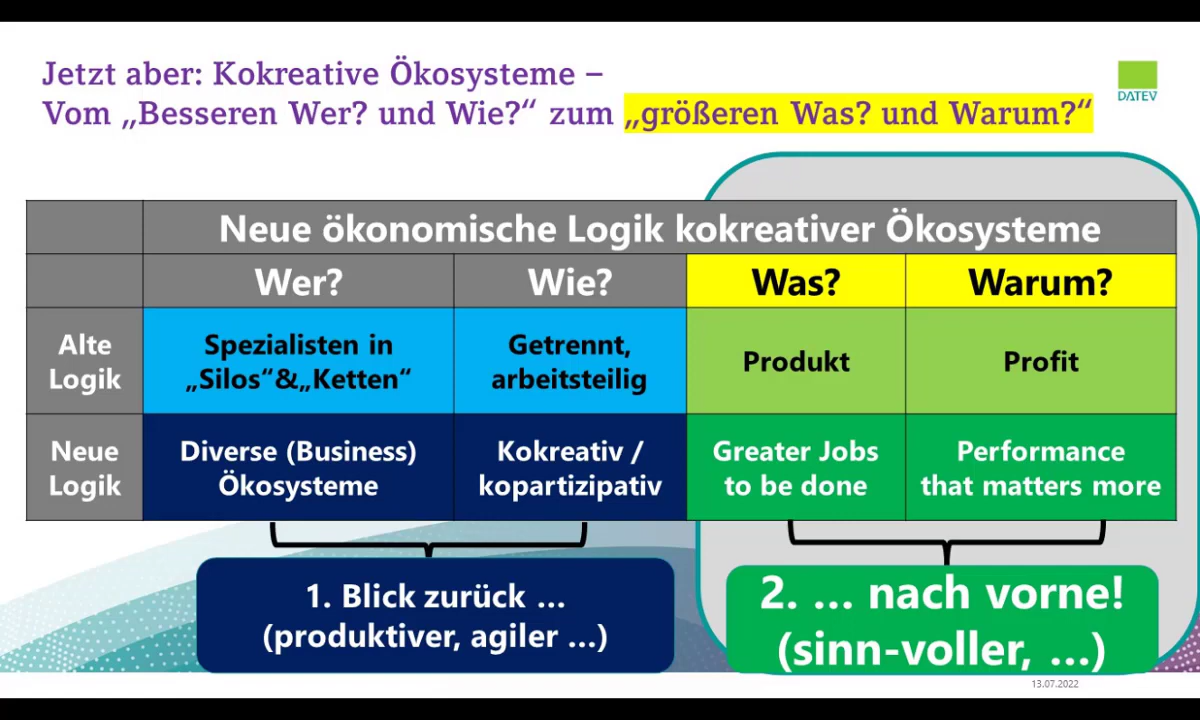 Jetzt aber: Kokreative Ökosysteme –
Vom „Besseren Wer? und Wie?“ zum „größeren Was? und Warum?“
DATEV
Neue ökonomische Logik kokreativer Ökosysteme
Wer? Wie? Was? Warum?
Alte
Logik
Spezialisten in
„Silos“&„Ketten“
Getrennt,
arbeitsteilig
Produkt
Profit
Neue
Logik
Diverse (Business)
Ökosysteme
Kokreativ /
kopartizipativ
Greater Jobs
to be done
Performance
that matters more
1. Blick zurück ...
(produktiver, agiler ...)
2. ... nach vorne!
(sinn-voller, ...)
13.07.2022